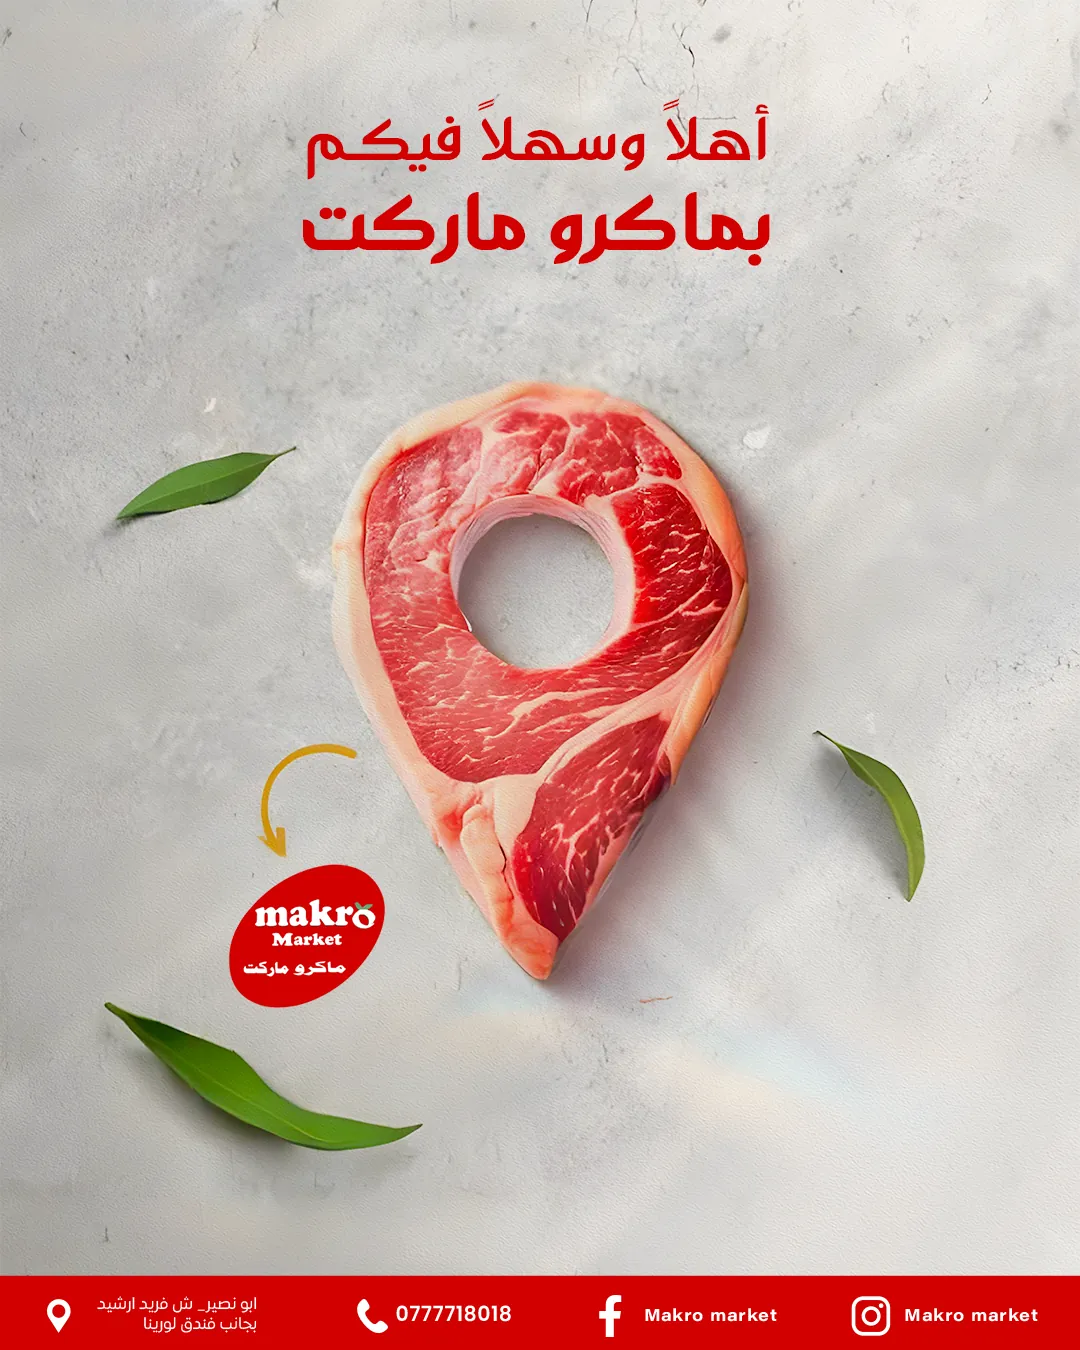 أهلاً وسهلاً فيكم
بماكرو ماركت
makro
Market
ماكرو ماركت
ابو نصير_ ش فريد ارشيد
بجانب فندق لورينا
0777718018
Makro market
Makro market